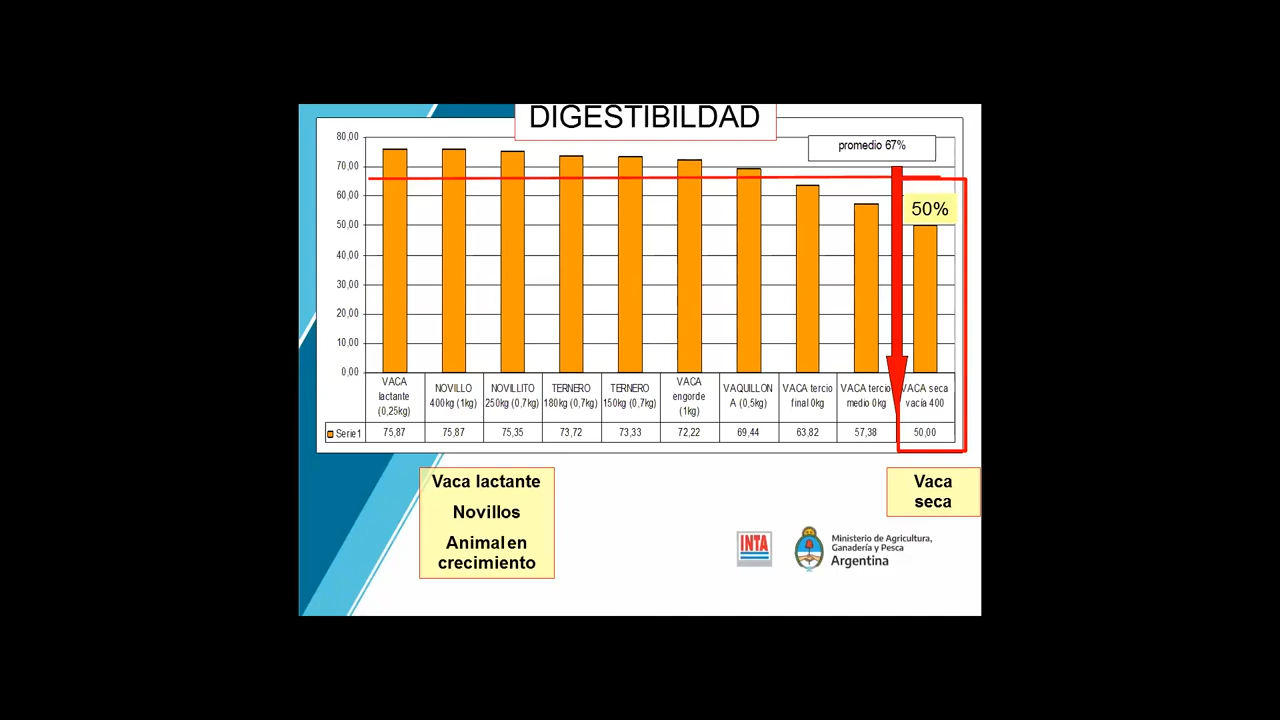 DIGESTIBILDAD
promedio 67%
80,00
70,00
60,00
50,00
40,00
30,00
20,00
10,00
0,00
50%
VACA lactante (0,25kg)
NOVILLO 400kg (1kg)
NOVILLITO 250kg (0,7kg)
TERNERO 180kg (0,7kg)
TERNERO 150kg (0,7kg)
VACA engorde (1kg)
VAQUILLON A (0,5kg)
VACA tercio final 0kg
VACA tercio medio 0kg
VACA seca vacía 400
Serie1 75,87 75,87 75,35 73,72 73,33 72,22 69,44 63,82 57,38 50,00
Vaca lactante
Novillos
Animal en
crecimiento
Vaca
seca
INTA
Ministerio de Agricultura,
Ganadería y Pesca
Argentina